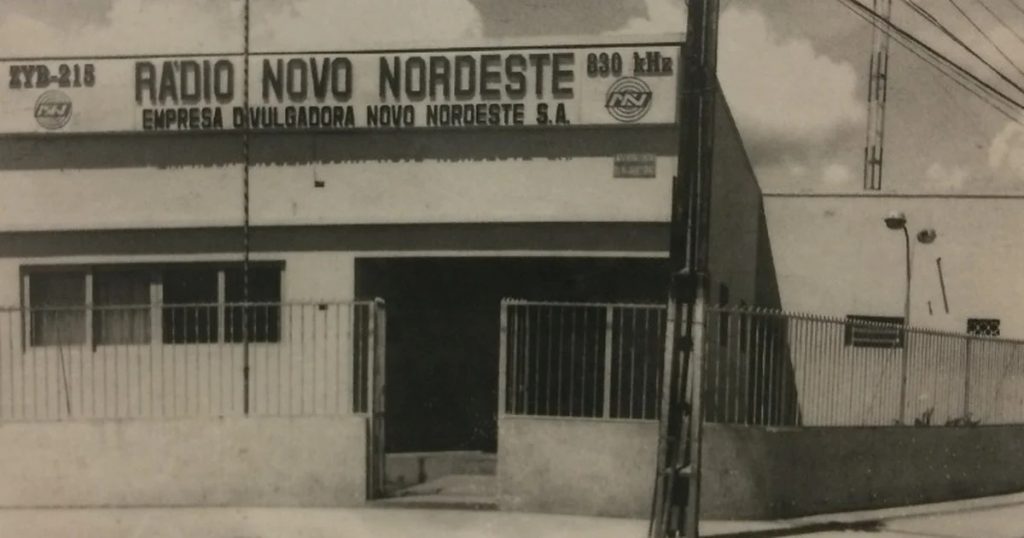 ZYB-215
RÁDIO NOVO NORDESTE
830 kHz
EMPRESA DIVULGADORA NOVO NORDESTE S.A.